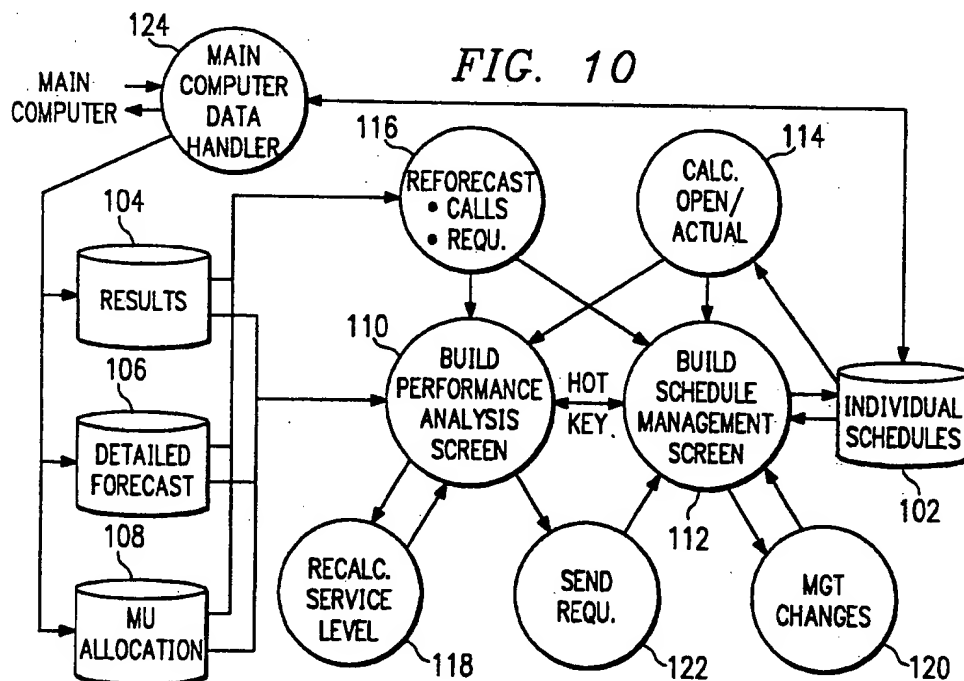 FIG. 10
124
MAIN COMPUTER
MAIN
COMPUTER
DATA
HANDLER
116
REFORECAST
• CALLS
• REQU.
114
CALC.
OPEN/
ACTUAL
104
RESULTS
106
DETAILED
FORECAST
108
MU
ALLOCATION
110
BUILD
PERFORMANCE
ANALYSIS
SCREEN
HOT
KEY
BUILD
SCHEDULE
MANAGEMENT
SCREEN
112
INDIVIDUAL
SCHEDULES
102
RECALC.
SERVICE
LEVEL
118
SEND
REQU.
122
MGT
CHANGES
120